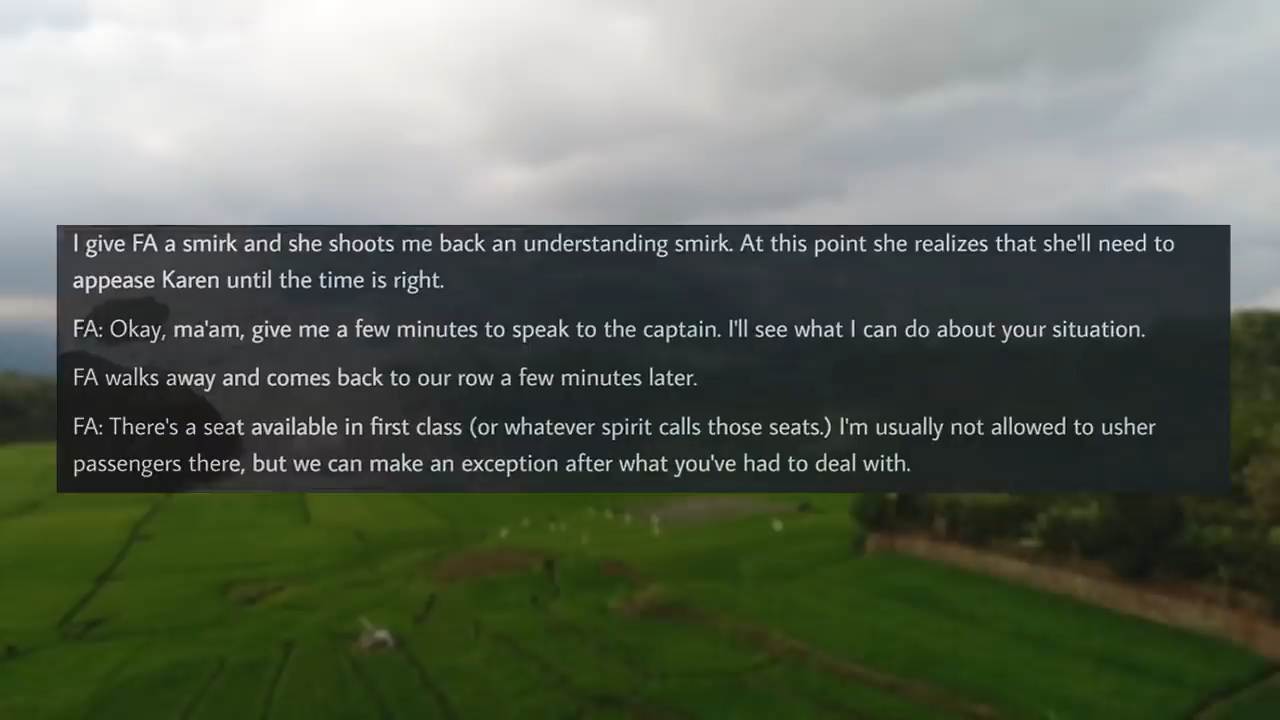 I give FA a smirk and she shoots me back an understanding smirk. At this point she realizes that she'll need to
appease Karen until the time is right.
FA: Okay, ma'am, give me a few minutes to speak to the captain. I'll see what I can do about your situation.
FA walks away and comes back to our row a few minutes later.
FA: There's a seat available in first class (or whatever spirit calls those seats.) I'm usually not allowed to usher
passengers there, but we can make an exception after what you've had to deal with.